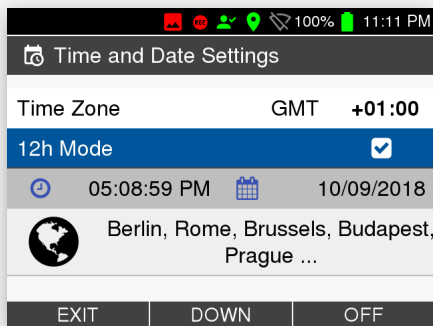 REC 100% 11:11 PM
Time and Date Settings
Time Zone GMT +01:00
12h Mode
05:08:59 PM 10/09/2018
Berlin, Rome, Brussels, Budapest,
Prague ...
EXIT DOWN OFF